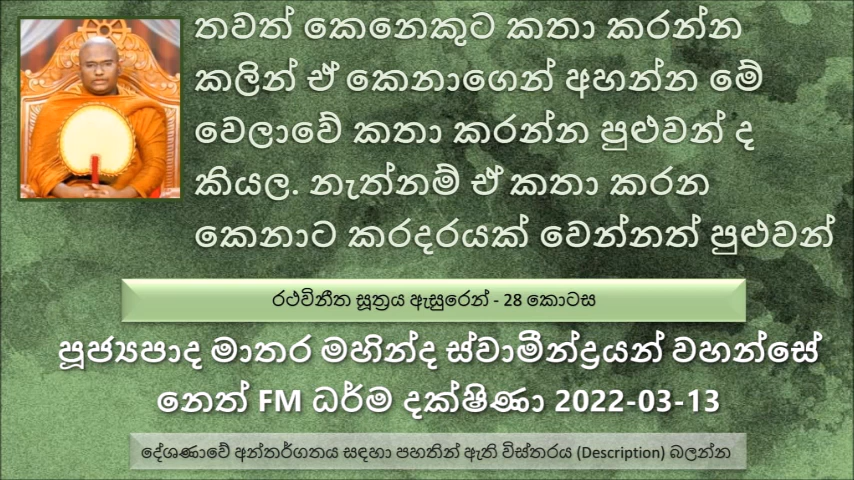 තවත් කෙනෙකුට කතා කරන්න
කලින් ඒ කෙනාගෙන් අහන්න මේ
වෙලාවේ කතා කරන්න පුළුවන් ද
කියල. නැත්නම් ඒ කතා කරන
කෙනාට කරදරයක් වෙන්නත් පුළුවන්
රථවිනීත සූත්‍රය ඇසුරෙන් - 28 කොටස
පූජ්‍යපාද මාතර මහින්ද ස්වාමීන්ද්‍රයන් වහන්සේ
නෙත් FM ධර්ම දක්ෂිණා 2022-03-13
දේශණාවේ අන්තර්ගතය සඳහා පහතින් ඇති විස්තරය (Description) බලන්න